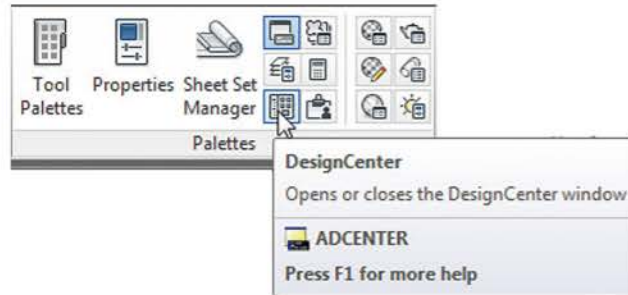 Tool
Palettes
Properties
Sheet Set
Manager
Palettes
DesignCenter
Opens or closes the DesignCenter window
ADCENTER
Press F1 for more help